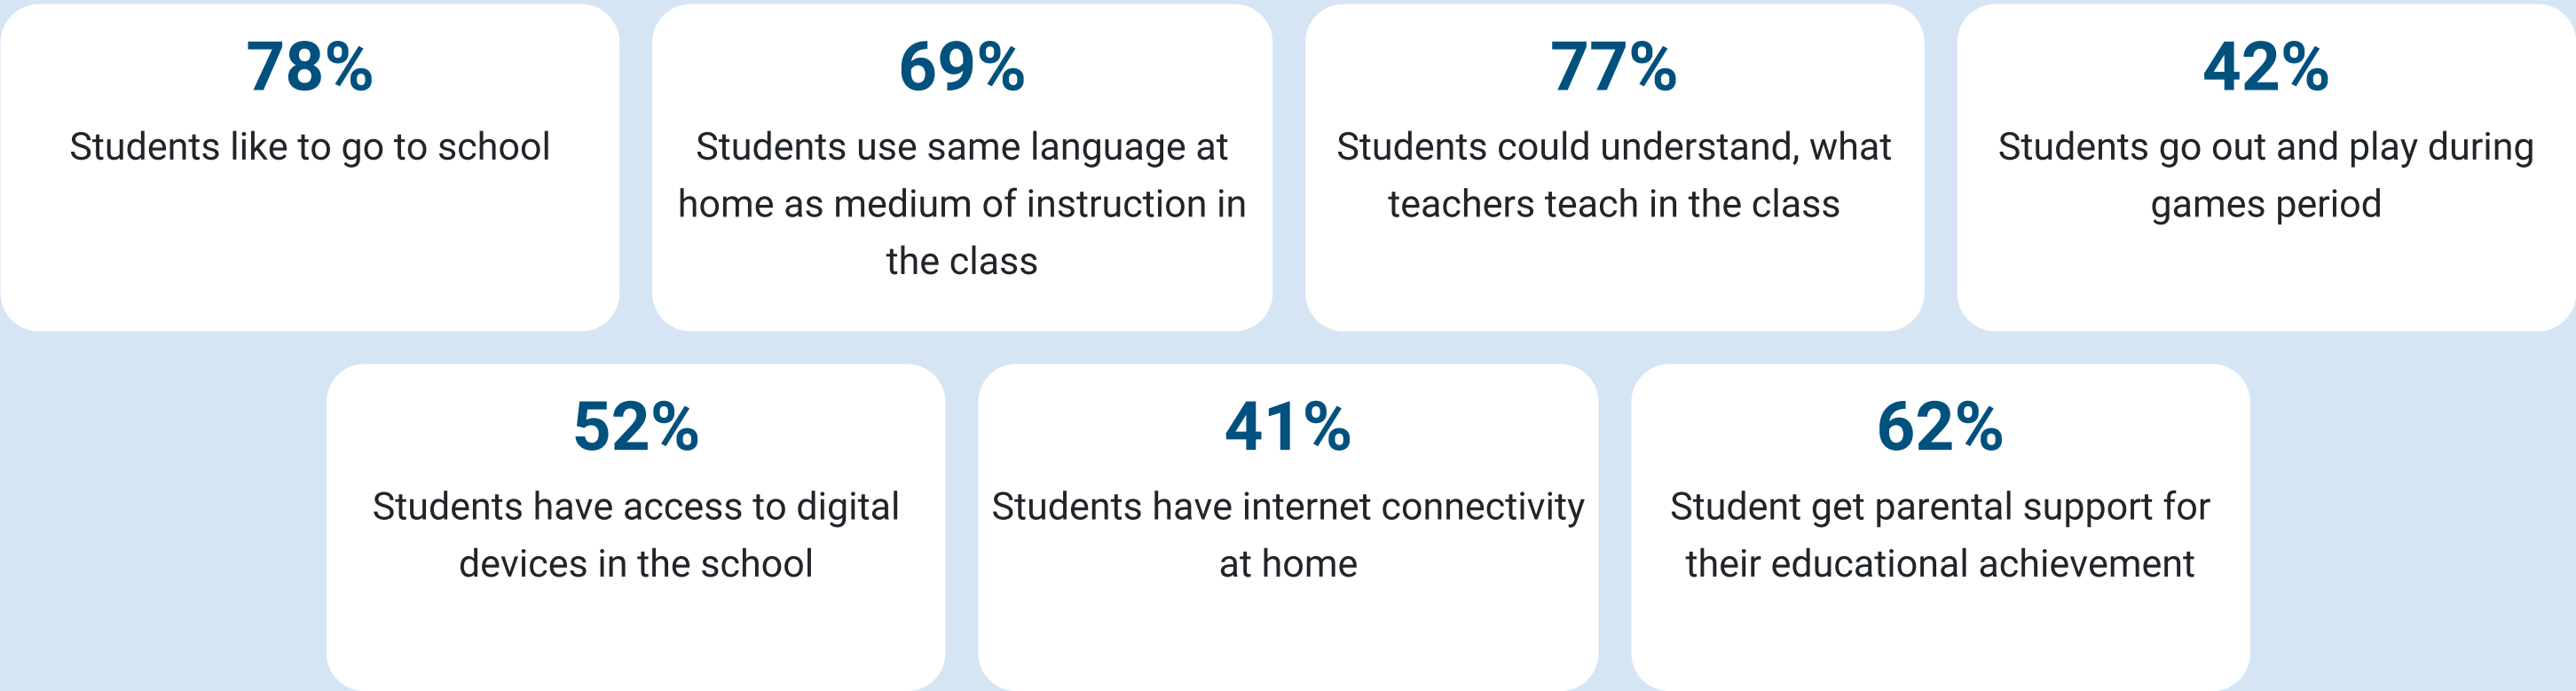 78%
Students like to go to school
69%
Students use same language at
home as medium of instruction in
the class
77%
Students could understand, what
teachers teach in the class
42%
Students go out and play during
games period
52%
Students have access to digital
devices in the school
41%
Students have internet connectivity
at home
62%
Student get parental support for
their educational achievement